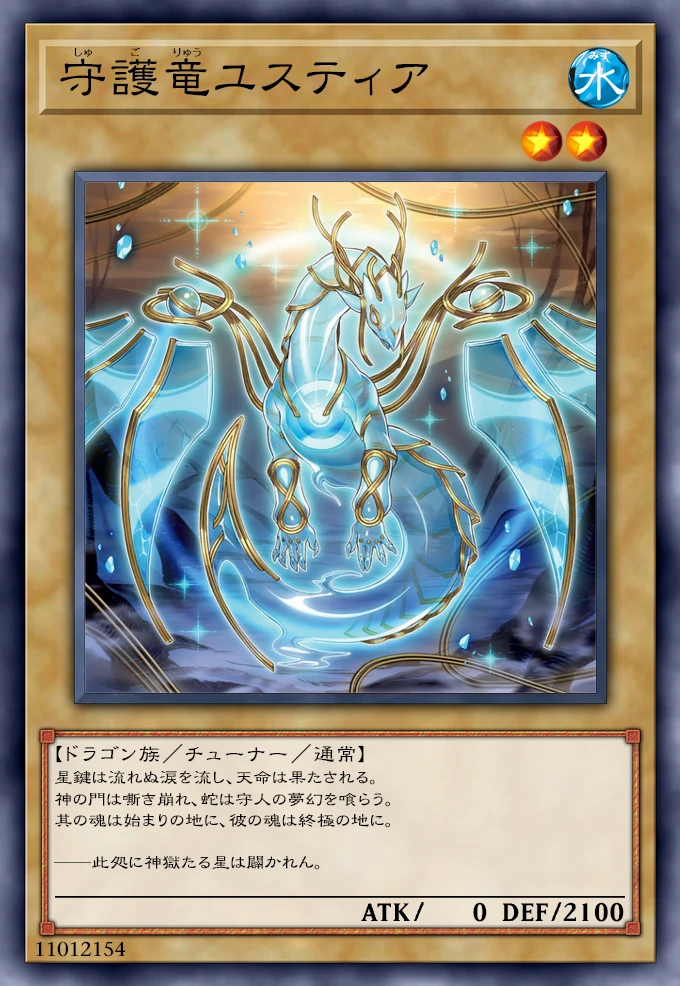 しゅ ご りゅう
守護竜ユスティア
みず
水
【ドラゴン族／チューナー／通常】
星鍵は流れぬ涙を流し、天命は果たされる。
神の門は嘶き崩れ、蛇は守人の夢幻を喰らう。
其の魂は始まりの地に、彼の魂は終極の地に。
──此処に神獄たる星は闢かれん。
ATK/ 0 DEF/2100
11012154